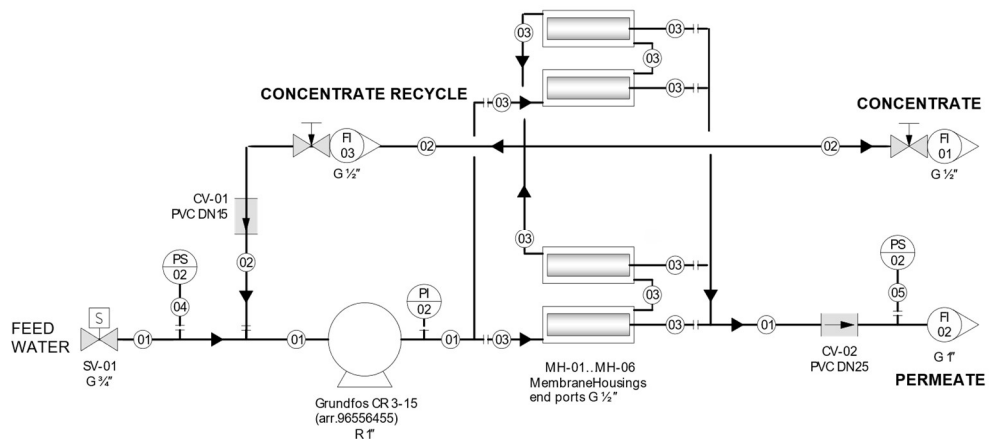 03
03
03
03
03
CONCENTRATE RECYCLE
CONCENTRATE
FI
03
G ½"
02
02
FI
01
G ½"
CV-01
PVC DN15
02
03
03
03
03
03
03
PS
02
04
PI
02
PS
02
05
FEED
WATER
S
01
01
01
01
SV-01
G ¾"
Grundfos CR 3-15
(arr.96556455)
R 1"
MH-01..MH-06
MembraneHousings
end ports G ½"
CV-02
PVC DN25
FI
02
G 1"
PERMEATE